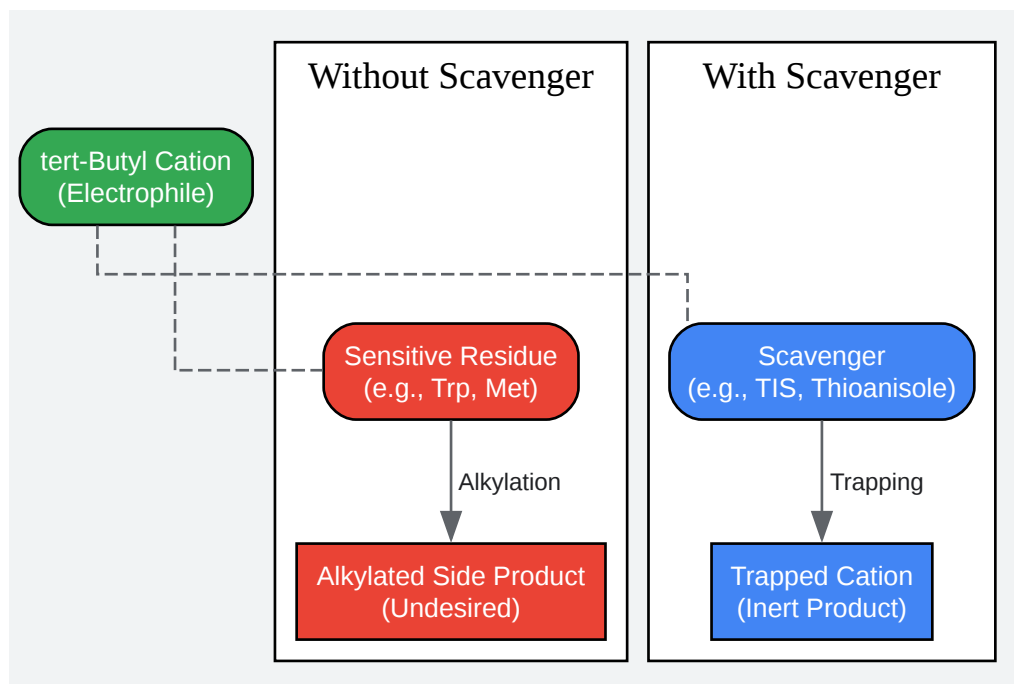 Without Scavenger
With Scavenger
tert-Butyl Cation
(Electrophile)
Sensitive Residue
(e.g., Trp, Met)
Scavenger
(e.g., TIS, Thioanisole)
Alkylation
Trapping
Alkylated Side Product
(Undesired)
Trapped Cation
(Inert Product)